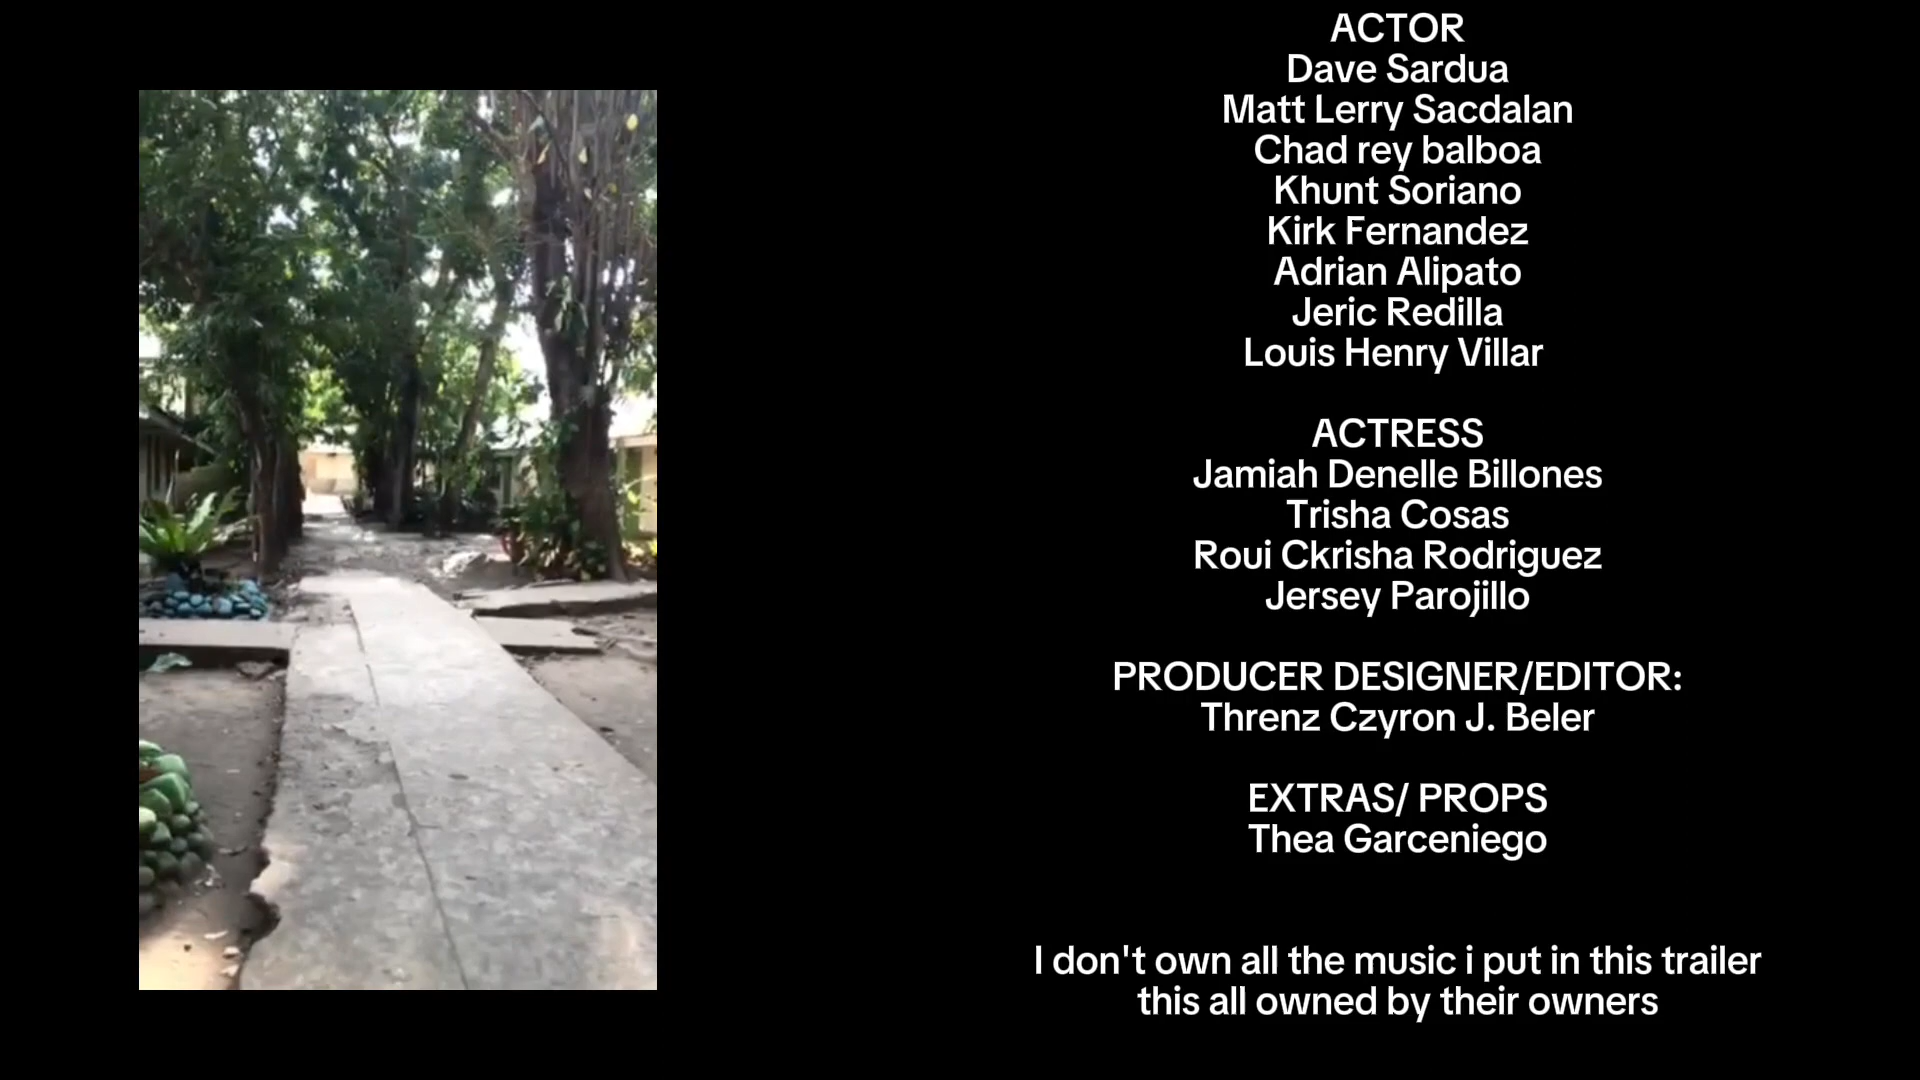 ACTOR
Dave Sardua
Matt Lerry Sacdalan
Chad rey balboa
Khunt Soriano
Kirk Fernandez
Adrian Alipato
Jeric Redilla
Louis Henry Villar
ACTRESS
Jamiah Denelle Billones
Trisha Cosas
Roui Ckrisha Rodriguez
Jersey Parojillo
PRODUCER DESIGNER/EDITOR:
Threnz Czyron J. Beler
EXTRAS/ PROPS
Thea Garceniego
I don't own all the music i put in this trailer
this all owned by their owners